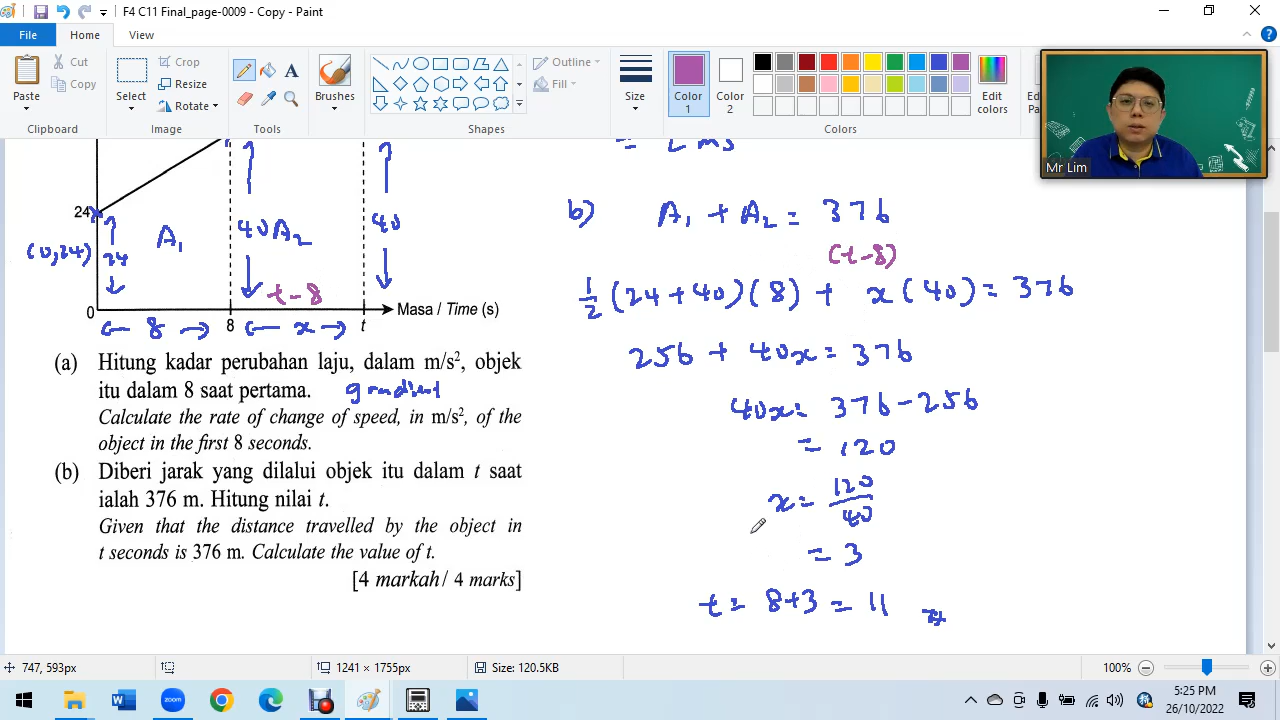 F4 C11 Final_page-0009 - Copy - Paint
File Home View
Paste Cut Copy Clipboard
Select Crop Resize Rotate Image
Tools
Brushes
Outline Fill Shapes
Size
Color 1 Color 2 Edit colors Colors
Mr Lim
24
(0,24)
24
A₁
40
A₂
40
t-8
0
8
x
8
t
Masa / Time (s)
(a) Hitung kadar perubahan laju, dalam m/s², objek
itu dalam 8 saat pertama. gradient
Calculate the rate of change of speed, in m/s², of the
object in the first 8 seconds.
(b) Diberi jarak yang dilalui objek itu dalam t saat
ialah 376 m. Hitung nilai t.
Given that the distance travelled by the object in
t seconds is 376 m. Calculate the value of t.
[4 markah / 4 marks]
b) A₁ + A₂ = 376
(t-8)
1/2 (24+40)(8) + x(40) = 376
256 + 40x = 376
40x = 376 - 256
= 120
x = 120/40
= 3
t = 8+3 = 11
747, 593px
1241 × 1755px
Size: 120.5KB
100%
5:25 PM
26/10/2022